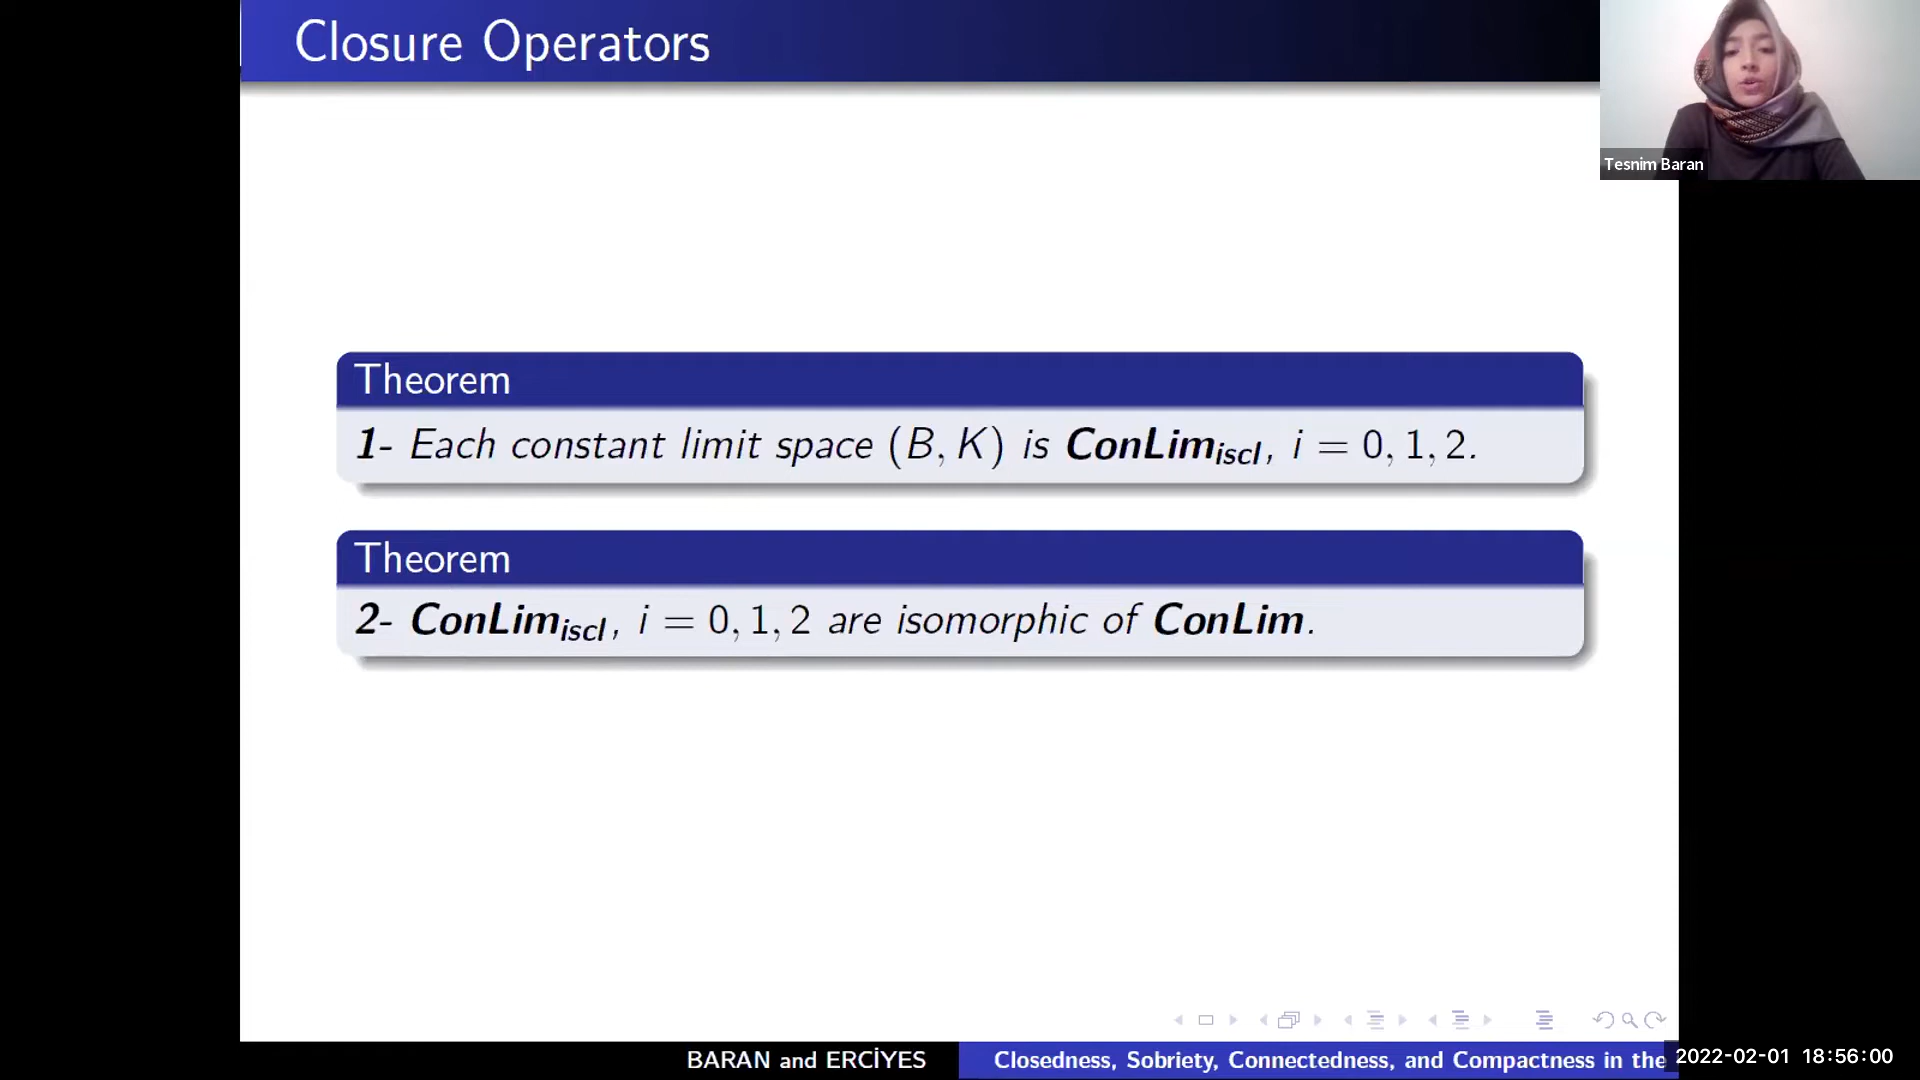 Closure Operators
Tesnim Baran
Theorem
1- Each constant limit space (B, K) is ConLim_iscl, i = 0, 1, 2.
Theorem
2- ConLim_iscl, i = 0, 1, 2 are isomorphic of ConLim.
BARAN and ERCİYES
Closedness, Sobriety, Connectedness, and Compactness in the
2022-02-01 18:56:00